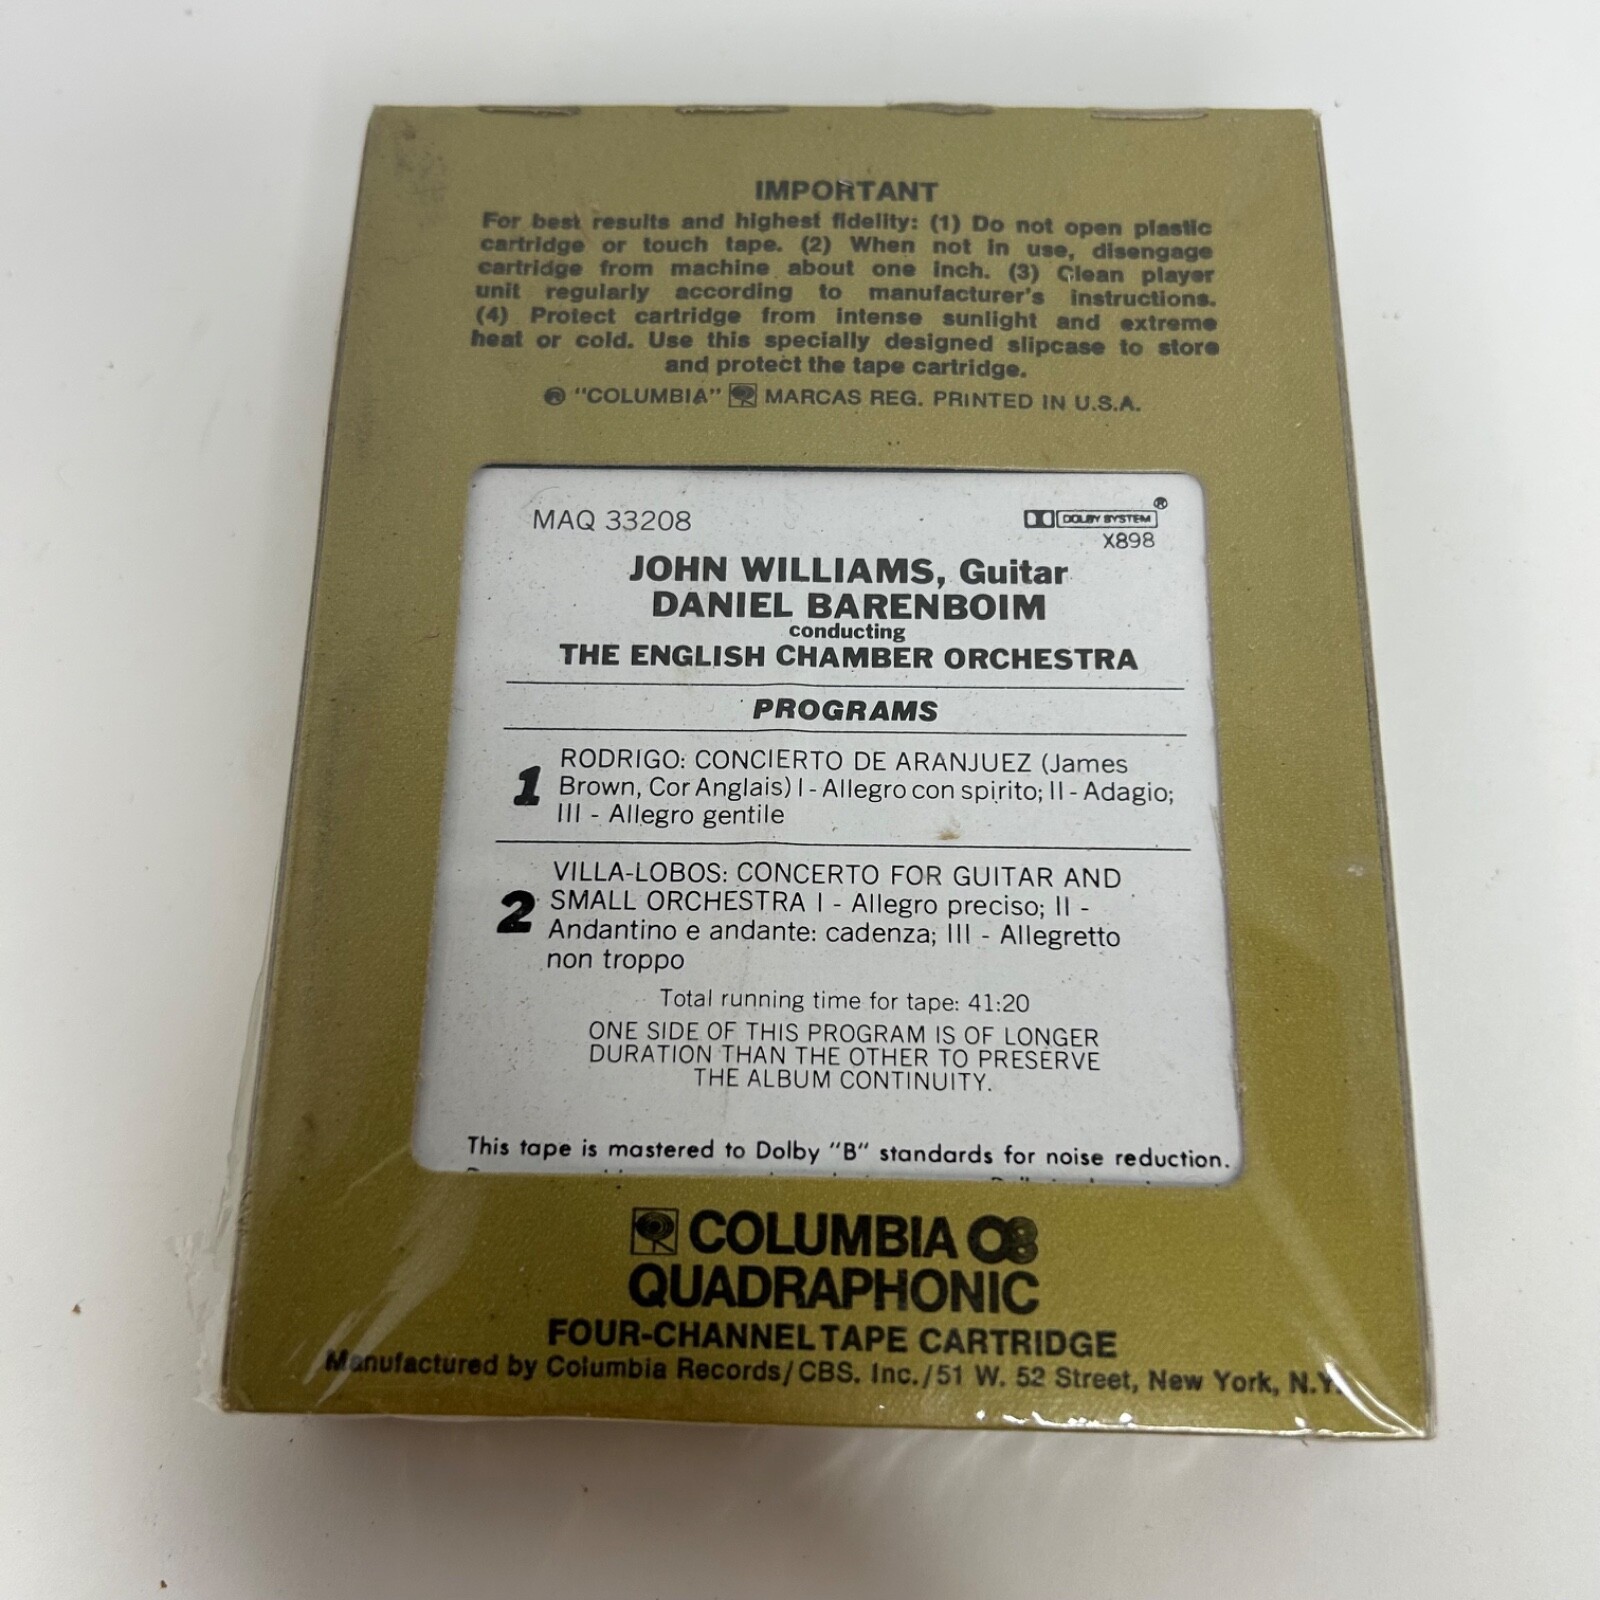 IMPORTANT
For best results and highest fidelity: (1) Do not open plastic
cartridge or touch tape. (2) When not in use, disengage
cartridge from machine about one inch. (3) Clean player
unit regularly according to manufacturer's instructions.
(4) Protect cartridge from intense sunlight and extreme
heat or cold. Use this specially designed slipcase to store
and protect the tape cartridge.
® "COLUMBIA" MARCAS REG. PRINTED IN U.S.A.
MAQ 33208
DOLBY SYSTEM ®
X898
JOHN WILLIAMS, Guitar
DANIEL BARENBOIM
conducting
THE ENGLISH CHAMBER ORCHESTRA
PROGRAMS
1 RODRIGO: CONCIERTO DE ARANJUEZ (James
Brown, Cor Anglais) I - Allegro con spirito; II - Adagio;
III - Allegro gentile
2 VILLA-LOBOS: CONCERTO FOR GUITAR AND
SMALL ORCHESTRA I - Allegro preciso; II -
Andantino e andante: cadenza; III - Allegretto
non troppo
Total running time for tape: 41:20
ONE SIDE OF THIS PROGRAM IS OF LONGER
DURATION THAN THE OTHER TO PRESERVE
THE ALBUM CONTINUITY.
This tape is mastered to Dolby "B" standards for noise reduction.
COLUMBIA 8
QUADRAPHONIC
FOUR-CHANNEL TAPE CARTRIDGE
Manufactured by Columbia Records/CBS. Inc./51 W. 52 Street, New York, N.Y.